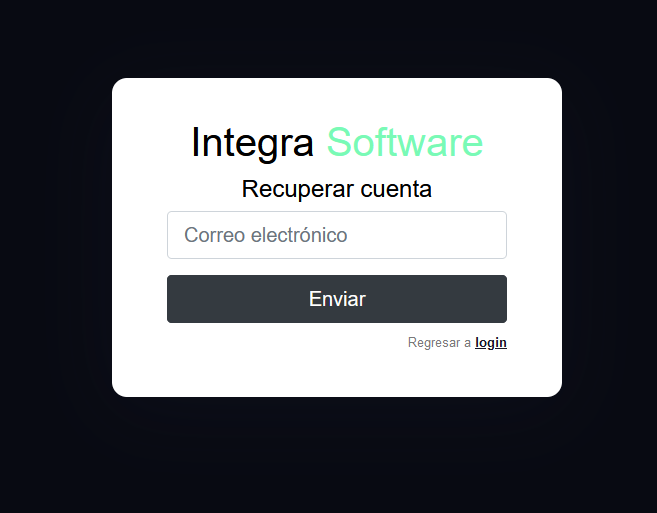 Integra Software
Recuperar cuenta
Correo electrónico
Enviar
Regresar a login